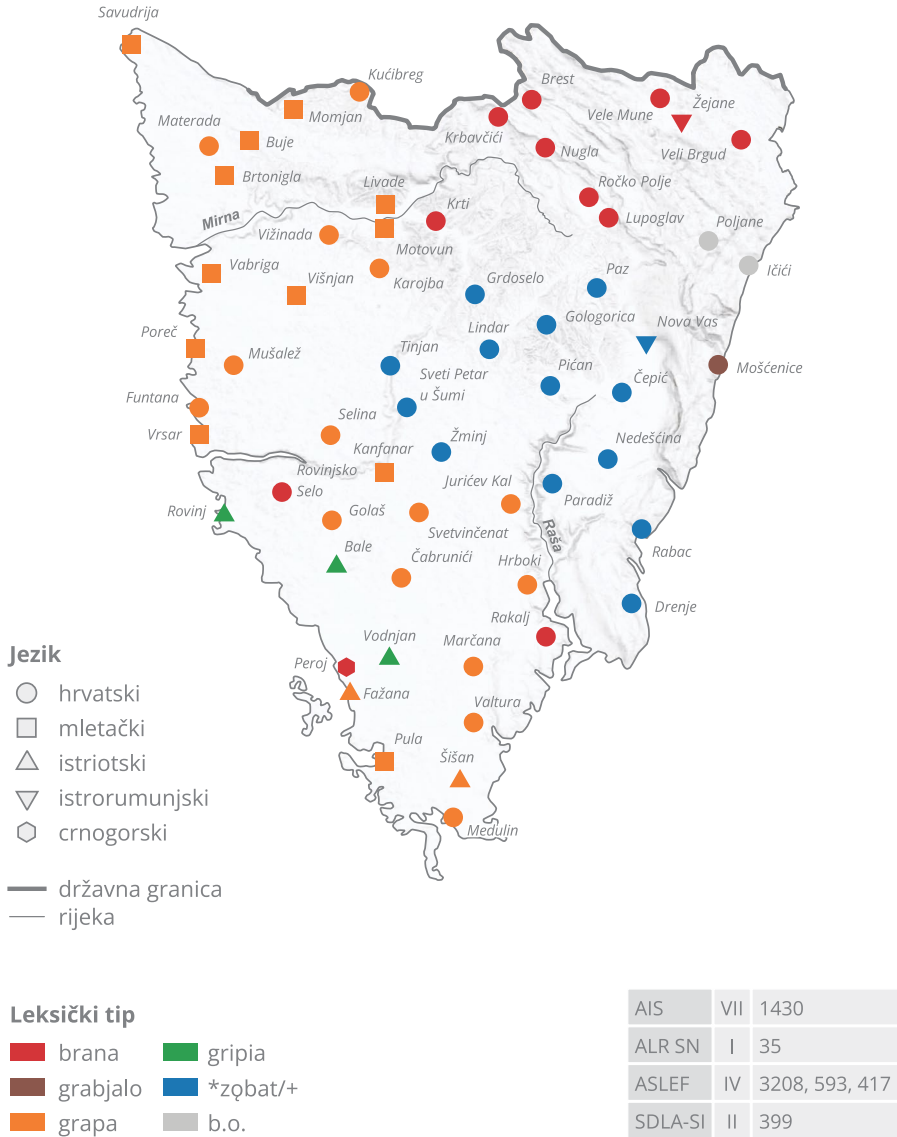 Savudrija
Kućibreg
Brest
Momjan
Vele Mune
Žejane
Materada
Krbavčići
Buje
Nugla
Veli Brgud
Brtonigla
Livade
Ročko Polje
Krti
Lupoglav
Mirna
Poljane
Vižinada
Motovun
Vabriga
Višnjan
Karojba
Grdoselo
Paz
Ičići
Gologorica
Nova Vas
Poreč
Lindar
Mušalež
Tinjan
Pićan
Mošćenice
Sveti Petar
u Šumi
Čepić
Funtana
Selina
Vrsar
Kanfanar
Žminj
Nedešćina
Rovinjsko
Selo
Jurićev Kal
Paradiž
Rovinj
Golaš
Svetvinčenat
Raša
Bale
Čabrunići
Hrboki
Rabac
Drenje
Rakalj
Vodnjan
Marčana
Peroj
Fažana
Valtura
Pula
Šišan
Medulin
Jezik
hrvatski
mletački
istriotski
istrorumunjski
crnogorski
državna granica
rijeka
Leksički tip
brana
gripia
grabjalo
*zǫbat/+
grapa
b.o.
AIS VII 1430
ALR SN I 35
ASLEF IV 3208, 593, 417
SDLA-SI II 399